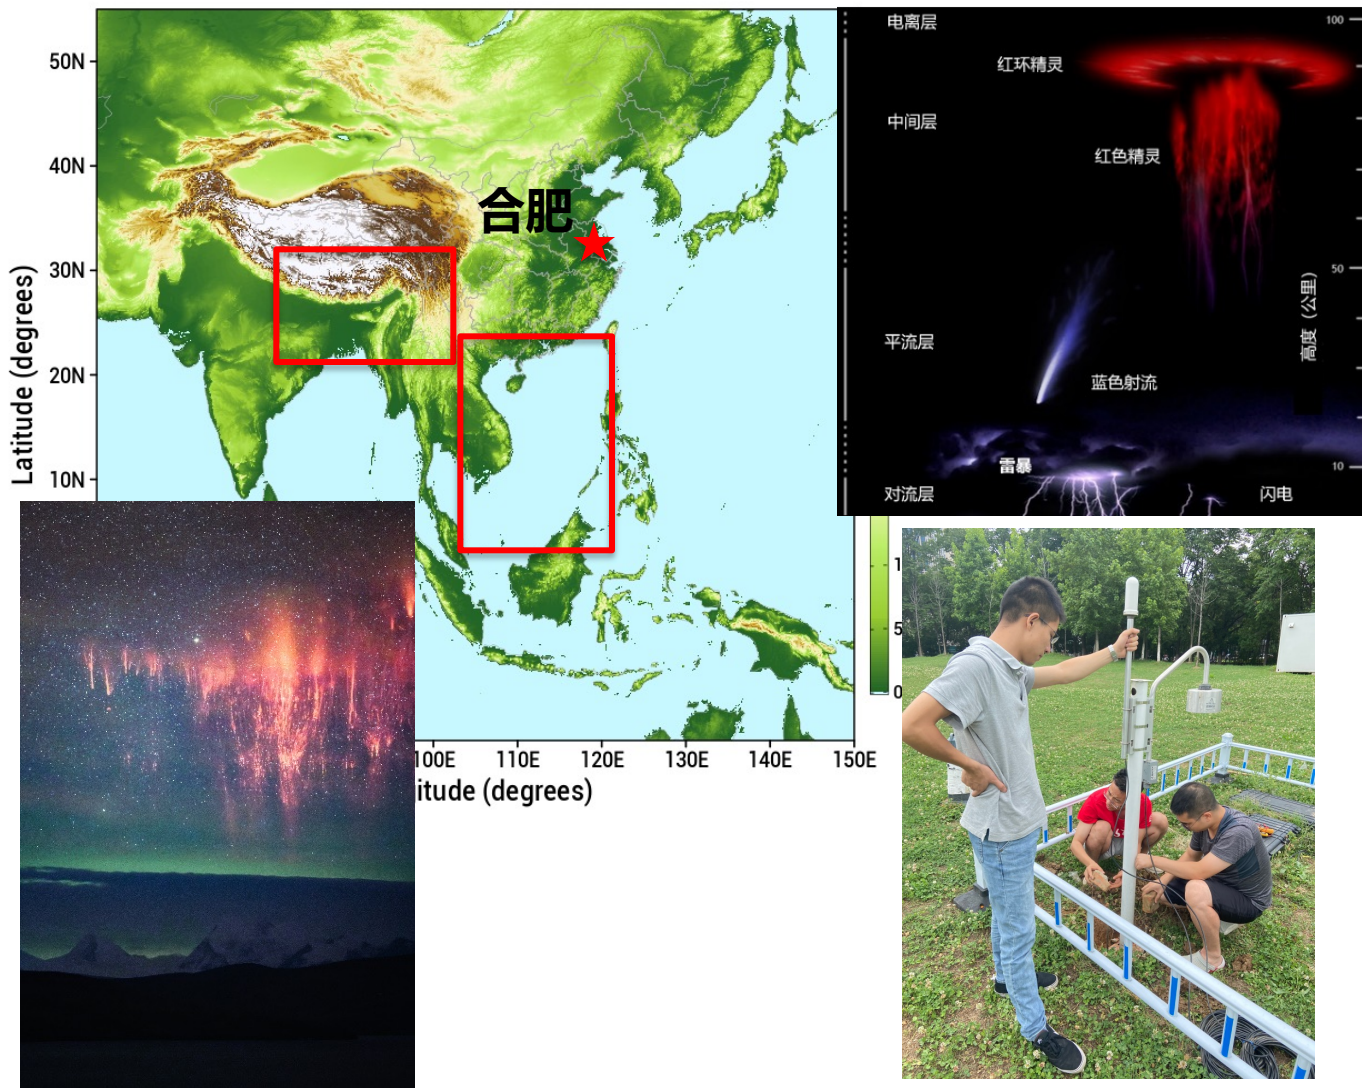 50N
40N
30N
20N
10N
Latitude (degrees)
合肥
100E
110E
120E
130E
140E
150E
itude (degrees)
1
5
0
电离层
100
红环精灵
中间层
红色精灵
50
高度（公里）
平流层
蓝色射流
雷暴
10
对流层
闪电